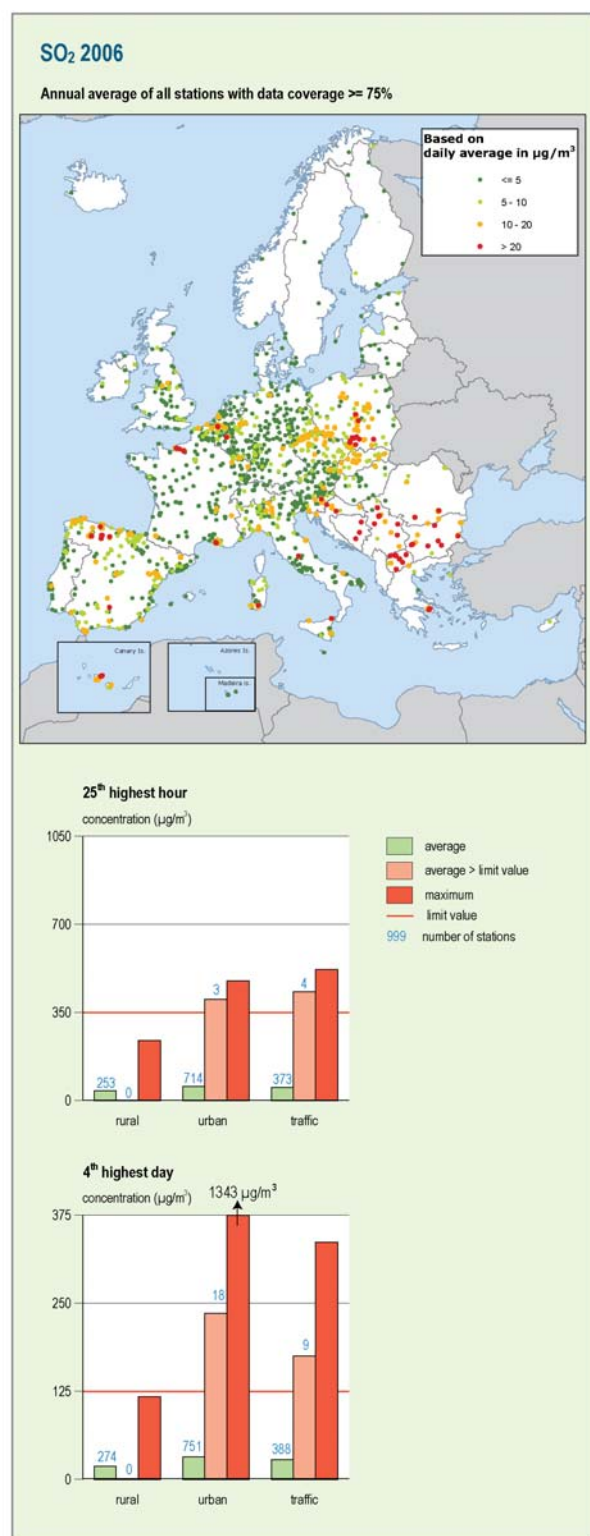 SO₂ 2006
Annual average of all stations with data coverage >= 75%
Based on
daily average in µg/m³
<= 5
5 - 10
10 - 20
> 20
Canary Is.
Azores Is.
Madeira is.
25th highest hour
concentration (µg/m³)
1050
700
350
0
253
0
714
3
373
4
rural
urban
traffic
average
average > limit value
maximum
limit value
999 number of stations
4th highest day
concentration (µg/m³)
1343 µg/m³
375
250
125
0
274
0
751
18
388
9
rural
urban
traffic